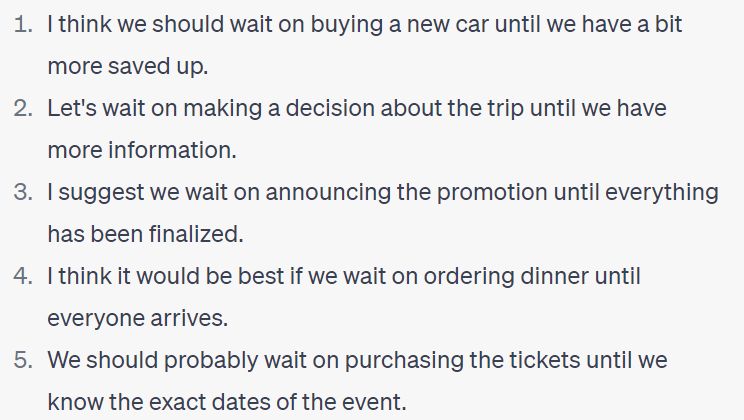 1. I think we should wait on buying a new car until we have a bit
more saved up.
2. Let's wait on making a decision about the trip until we have
more information.
3. I suggest we wait on announcing the promotion until everything
has been finalized.
4. I think it would be best if we wait on ordering dinner until
everyone arrives.
5. We should probably wait on purchasing the tickets until we
know the exact dates of the event.